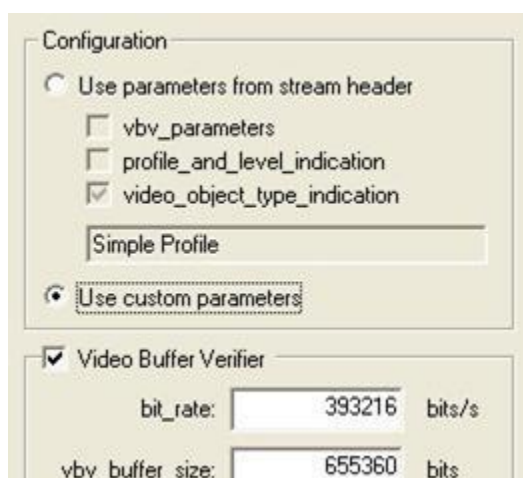 Configuration
Use parameters from stream header
vbv_parameters
profile_and_level_indication
video_object_type_indication
Simple Profile
Use custom parameters
Video Buffer Verifier
bit_rate: 393216 bits/s
vbv_buffer_size: 655360 bits